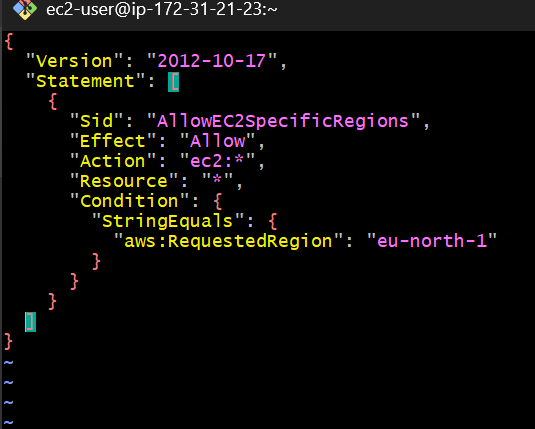 ec2-user@ip-172-31-21-23:~
{
  "Version": "2012-10-17",
  "Statement": [
    {
      "Sid": "AllowEC2SpecificRegions",
      "Effect": "Allow",
      "Action": "ec2:*",
      "Resource": "*",
      "Condition": {
        "StringEquals": {
          "aws:RequestedRegion": "eu-north-1"
        }
      }
    }
  ]
}
~
~
~
~